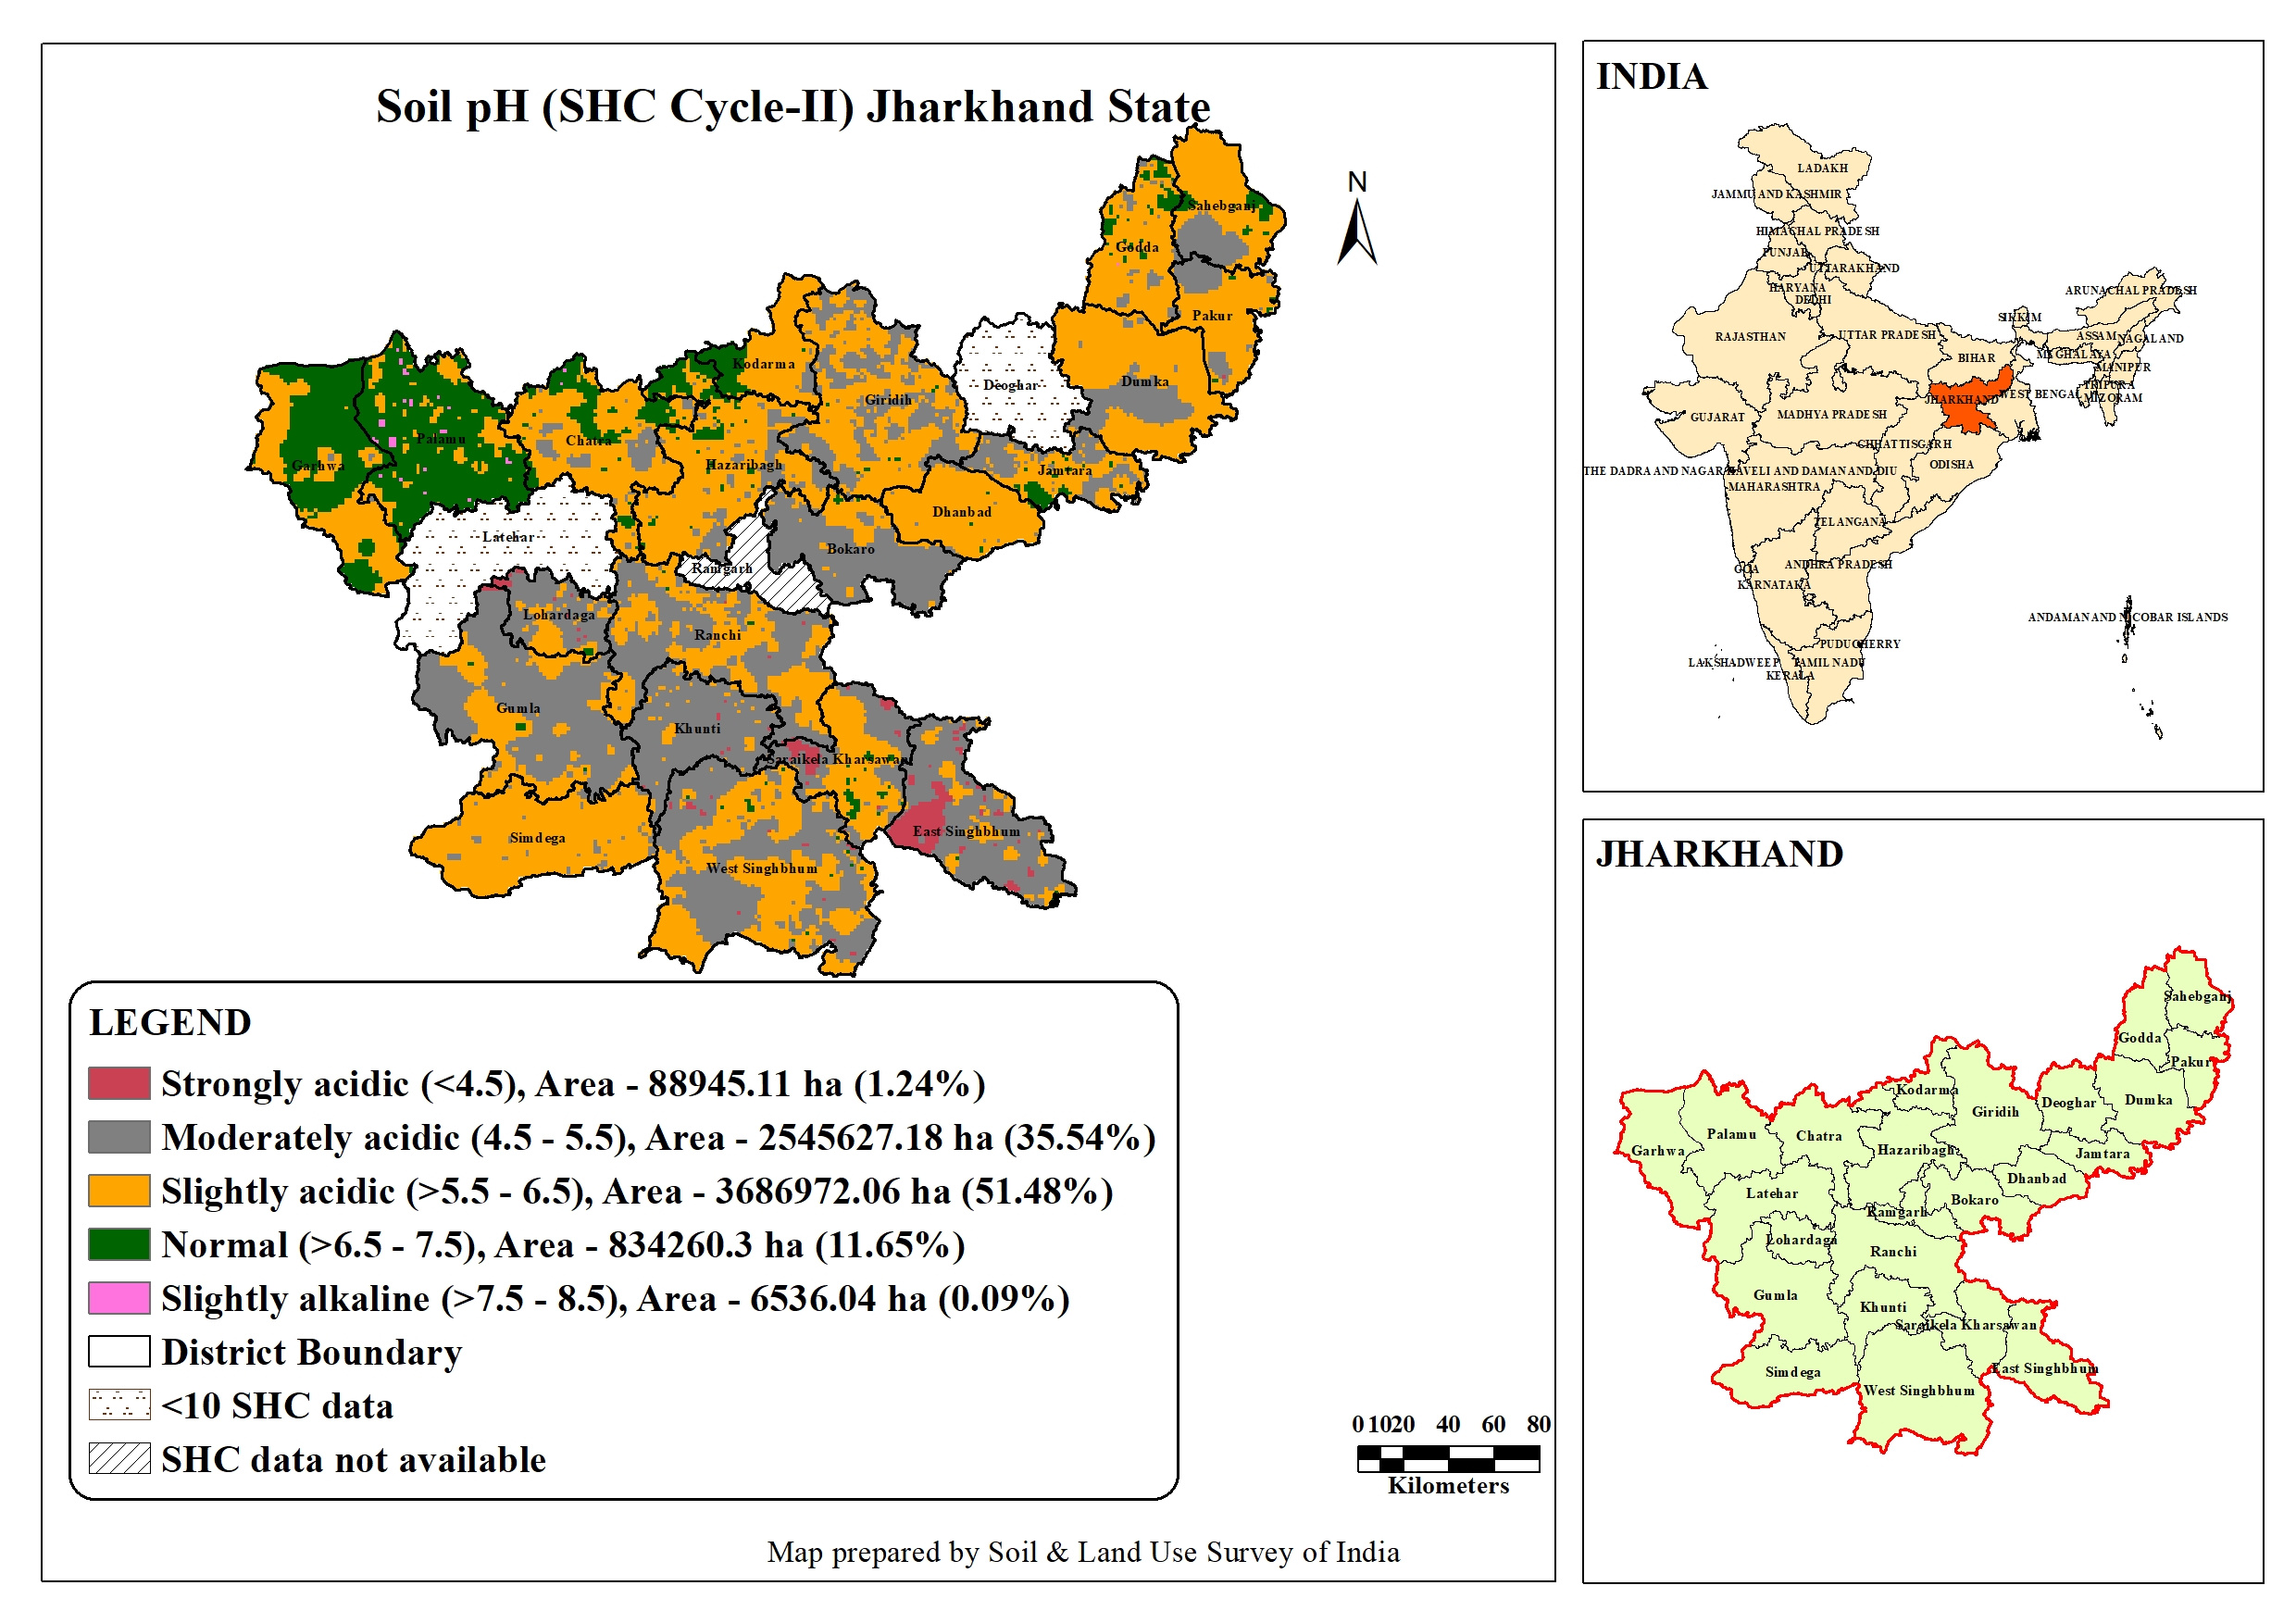 Soil pH (SHC Cycle-II) Jharkhand State
N
Sahebganj
Godda
Pakur
Kodarma
Dumka
Deoghar
Giridih
Palamu
Chatra
Garhwa
Hazaribagh
Jamtara
Dhanbad
Latehar
Bokaro
Ramgarh
Lohardaga
Ranchi
Gumla
Khunti
Saraikela Kharsawan
East Singhbhum
Simdega
West Singhbhum
LEGEND
Strongly acidic (<4.5), Area - 88945.11 ha (1.24%)
Moderately acidic (4.5 - 5.5), Area - 2545627.18 ha (35.54%)
Slightly acidic (>5.5 - 6.5), Area - 3686972.06 ha (51.48%)
Normal (>6.5 - 7.5), Area - 834260.3 ha (11.65%)
Slightly alkaline (>7.5 - 8.5), Area - 6536.04 ha (0.09%)
District Boundary
<10 SHC data
SHC data not available
0 10 20 40 60 80
Kilometers
Map prepared by Soil & Land Use Survey of India
INDIA
LADAKH
JAMMU AND KASHMIR
HIMACHAL PRADESH
PUNJAB
UTTARAKHAND
HARYANA
DELHI
ARUNACHAL PRADESH
SIKKIM
RAJASTHAN
UTTAR PRADESH
ASSAM
NAGALAND
BIHAR
MEGHALAYA
MANIPUR
TRIPURA
JHARKHAND
WEST BENGAL
MIZORAM
GUJARAT
MADHYA PRADESH
CHHATTISGARH
ODISHA
THE DADRA AND NAGAR HAVELI AND DAMAN AND DIU
MAHARASHTRA
TELANGANA
ANDHRA PRADESH
GOA
KARNATAKA
ANDAMAN AND NICOBAR ISLANDS
PUDUCHERRY
LAKSHADWEEP
TAMIL NADU
KERALA
JHARKHAND
Sahebganj
Godda
Pakur
Kodarma
Dumka
Deoghar
Giridih
Palamu
Chatra
Garhwa
Hazaribagh
Jamtara
Dhanbad
Latehar
Bokaro
Ramgarh
Lohardaga
Ranchi
Gumla
Khunti
Saraikela Kharsawan
East Singhbhum
Simdega
West Singhbhum